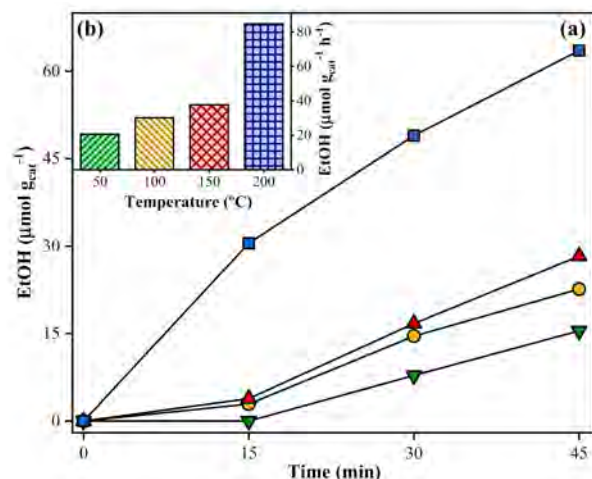 (b)
(a)
EtOH (μmol g_cat⁻¹)
60
45
30
15
0
0 15 30 45
Time (min)
80
60
40
20
0
EtOH (μmol g_cat⁻¹ h⁻¹)
50 100 150 200
Temperature (ºC)